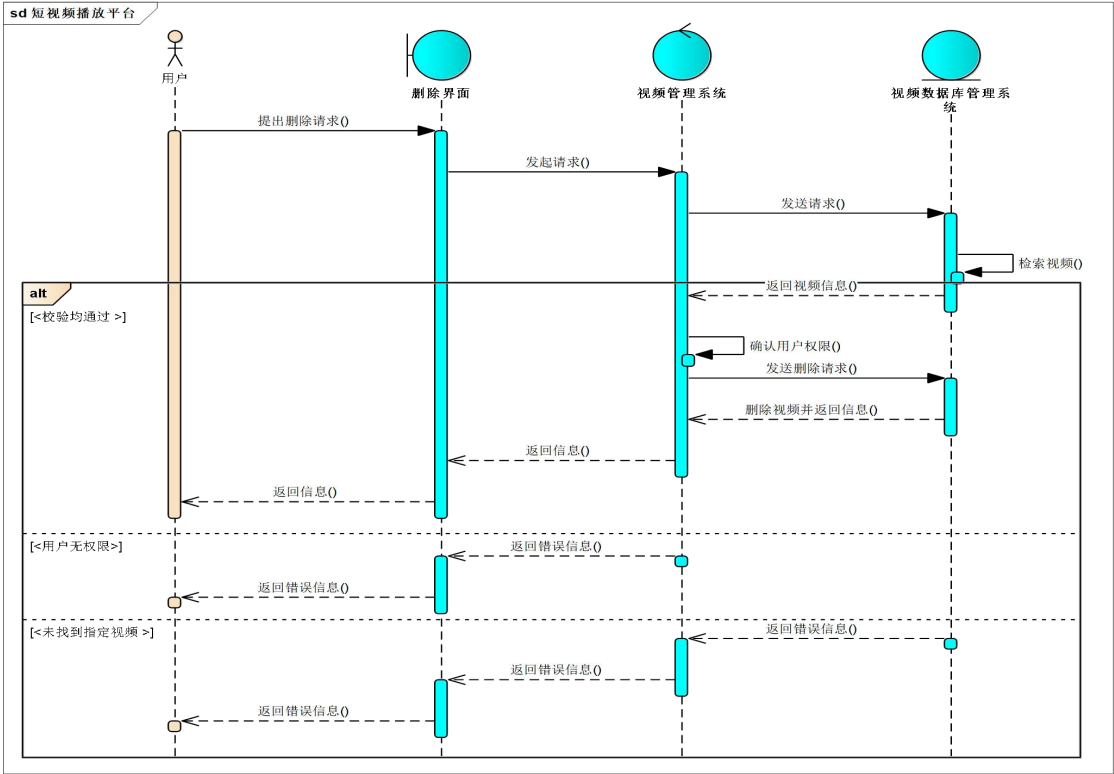 sd 短视频播放平台
用户
删除界面
视频管理系统
视频数据库管理系
统
提出删除请求()
发起请求()
发送请求()
检索视频()
alt
返回视频信息()
[<校验均通过 >]
确认用户权限()
发送删除请求()
删除视频并返回信息()
返回信息()
返回信息()
[<用户无权限>]
返回错误信息()
返回错误信息()
[<未找到指定视频 >]
返回错误信息()
返回错误信息()
返回错误信息()